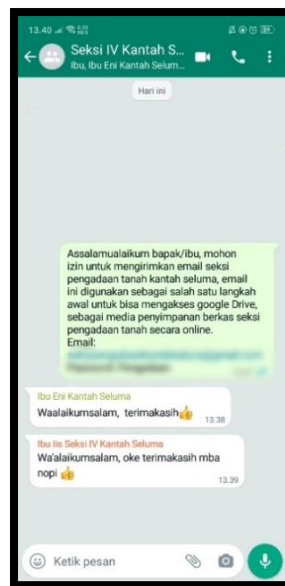 13.40
Seksi IV Kantah S...
Ibu, Ibu Eni Kantah Selum...
Hari ini
Assalamualaikum bapak/ibu, mohon
izin untuk mengirimkan email seksi
pengadaan tanah kantah seluma, email
ini digunakan sebagai salah satu langkah
awal untuk bisa mengakses google Drive,
sebagai media penyimpanan berkas seksi
pengadaan tanah secara online.
Email:
Ibu Eni Kantah Seluma
Waalaikumsalam, terimakasih👍
13.38
Ibu Iis Seksi IV Kantah Seluma
Wa'alaikumsalam, oke terimakasih mba
nopi 👍
13.39
Ketik pesan